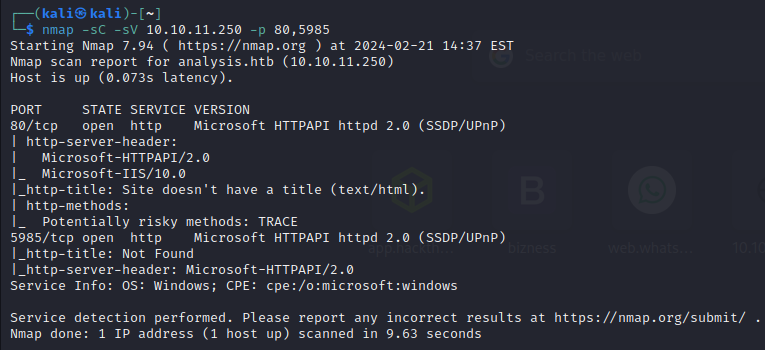 ┌──(kali㉿kali)-[~]
└─$ nmap -sC -sV 10.10.11.250 -p 80,5985
Starting Nmap 7.94 ( https://nmap.org ) at 2024-02-21 14:37 EST
Nmap scan report for analysis.htb (10.10.11.250)
Host is up (0.073s latency).
Search the web
PORT     STATE SERVICE VERSION
80/tcp   open  http    Microsoft HTTPAPI httpd 2.0 (SSDP/UPnP)
| http-server-header:
|   Microsoft-HTTPAPI/2.0
|_  Microsoft-IIS/10.0
|_http-title: Site doesn't have a title (text/html).
| http-methods:
|_  Potentially risky methods: TRACE
B
5985/tcp open  http    Microsoft HTTPAPI httpd 2.0 (SSDP/UPnP)
|_http-title: Not Found
bizness
web.whats...
|_http-server-header: Microsoft-HTTPAPI/2.0
Service Info: OS: Windows; CPE: cpe:/o:microsoft:windows

Service detection performed. Please report any incorrect results at https://nmap.org/submit/ .
Nmap done: 1 IP address (1 host up) scanned in 9.63 seconds